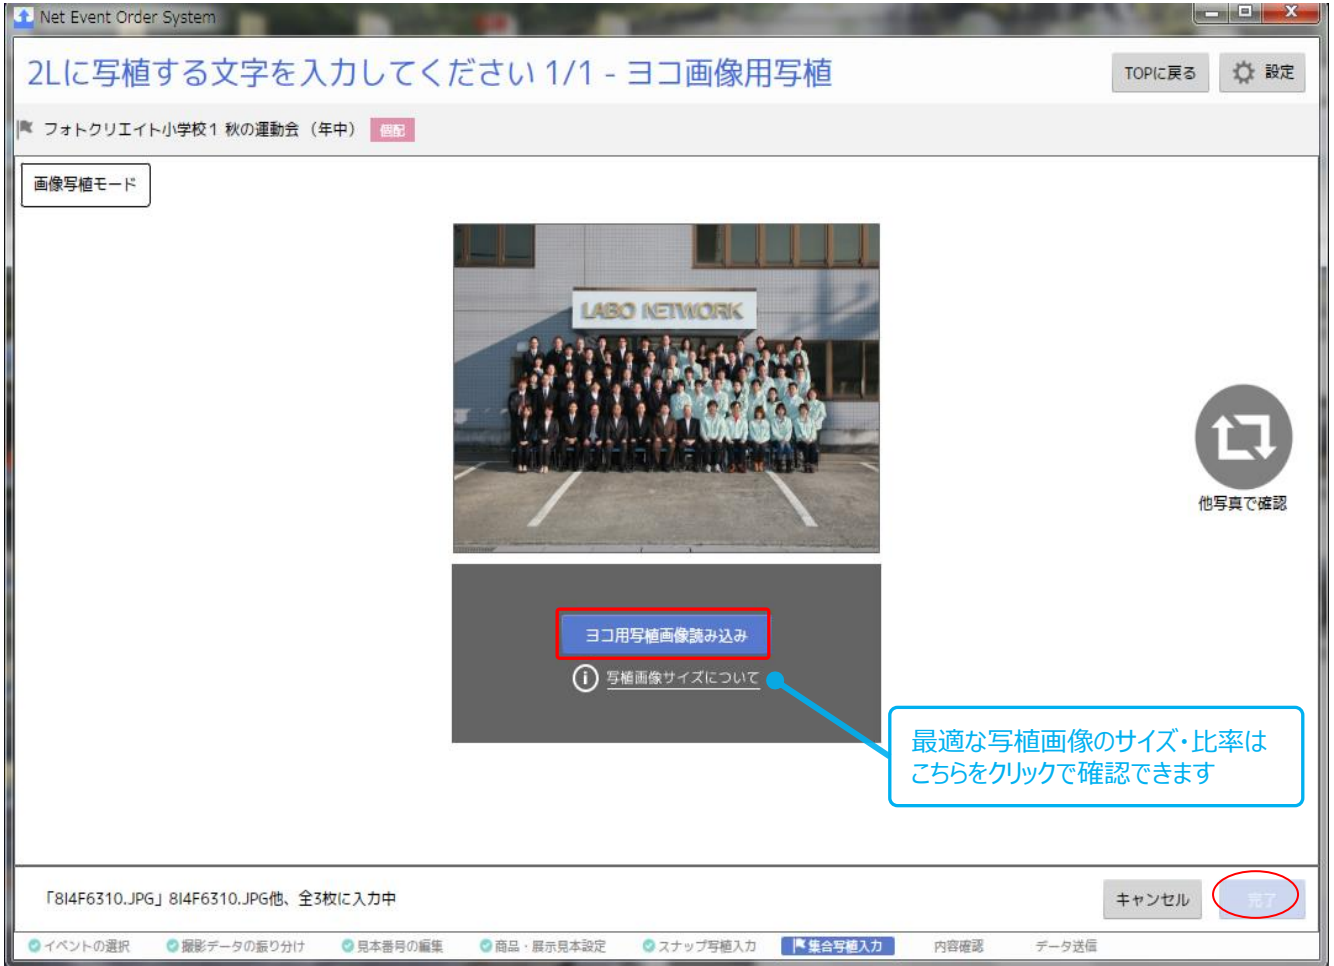 Net Event Order System
2Lに写植する文字を入力してください 1/1 - ヨコ画像用写植
TOPに戻る
設定
フォトクリエイト小学校1 秋の運動会 (年中) 個配
画像写植モード
LABO NETWORK
他写真で確認
ヨコ用写植画像読み込み
写植画像サイズについて
最適な写植画像のサイズ・比率は
こちらをクリックで確認できます
「8I4F6310.JPG」8I4F6310.JPG他、全3枚に入力中
キャンセル
完了
イベントの選択 撮影データの振り分け 見本番号の編集 商品・展示見本設定 スナップ写植入力 集合写植入力 内容確認 データ送信